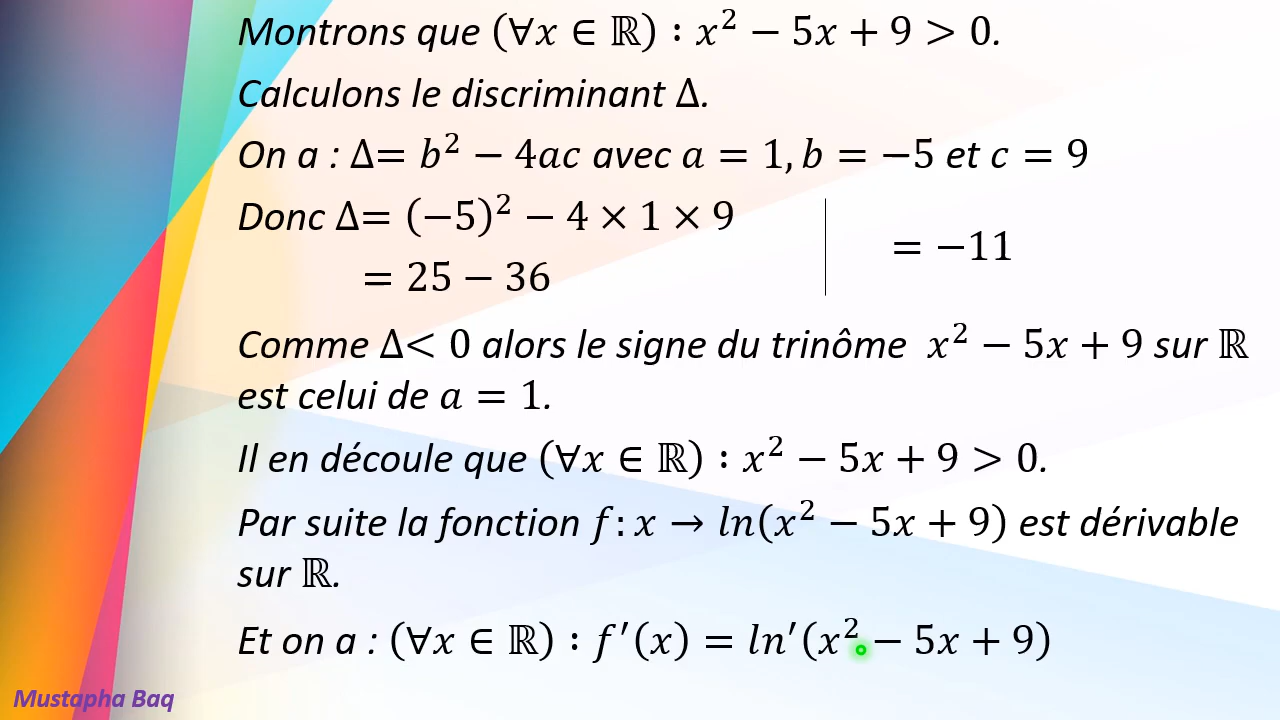 Montrons que (∀x ∈ ℝ) : x² − 5x + 9 > 0.
Calculons le discriminant Δ.
On a : Δ= b² − 4ac avec a = 1, b = −5 et c = 9
Donc Δ= (−5)² − 4 × 1 × 9
= 25 − 36
= −11
Comme Δ< 0 alors le signe du trinôme x² − 5x + 9 sur ℝ
est celui de a = 1.
Il en découle que (∀x ∈ ℝ) : x² − 5x + 9 > 0.
Par suite la fonction f: x → ln(x² − 5x + 9) est dérivable
sur ℝ.
Et on a : (∀x ∈ ℝ) : f′(x) = ln′(x² − 5x + 9)
Mustapha Baq